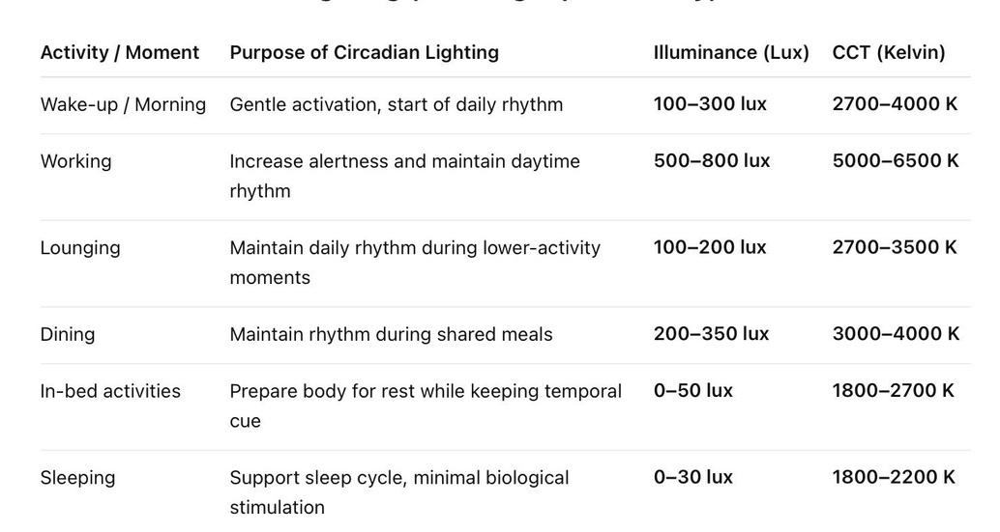 Activity / Moment Purpose of Circadian Lighting Illuminance (Lux) CCT (Kelvin)
Wake-up / Morning Gentle activation, start of daily rhythm 100–300 lux 2700–4000 K
Working Increase alertness and maintain daytime 500–800 lux 5000–6500 K
rhythm
Lounging Maintain daily rhythm during lower-activity 100–200 lux 2700–3500 K
moments
Dining Maintain rhythm during shared meals 200–350 lux 3000–4000 K
In-bed activities Prepare body for rest while keeping temporal 0–50 lux 1800–2700 K
cue
Sleeping Support sleep cycle, minimal biological 0–30 lux 1800–2200 K
stimulation